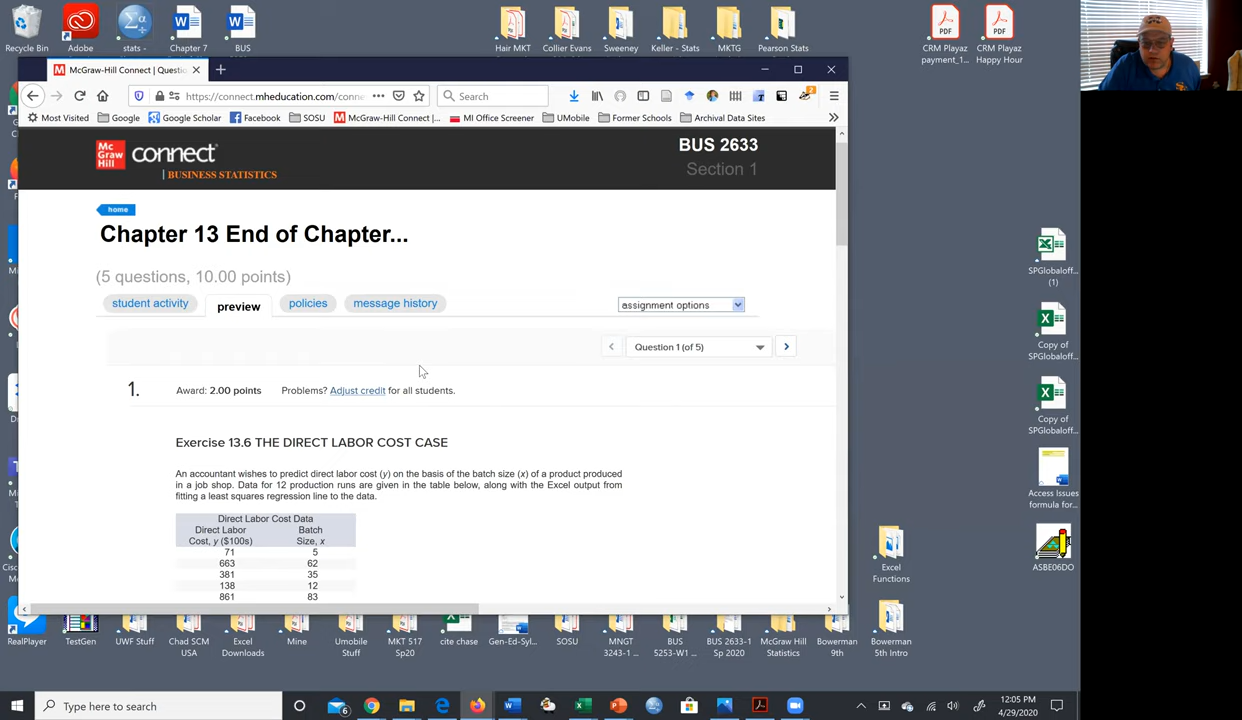 Recycle Bin
Adobe
stats -
Chapter 7
BUS
Hair MKT
Collier Evans
Sweeney
Keller - Stats
MKTG
Pearson Stats
CRM Playaz
payment_1...
CRM Playaz
Happy Hour
McGraw-Hill Connect | Questio
https://connect.mheducation.com/conne
Search
Most Visited
Google
Google Scholar
Facebook
SOSU
McGraw-Hill Connect |...
MI Office Screener
UMobile
Former Schools
Archival Data Sites
Mc
Graw
Hill
connect
| BUSINESS STATISTICS
BUS 2633
Section 1
home
Chapter 13 End of Chapter...
(5 questions, 10.00 points)
student activity
preview
policies
message history
assignment options
Question 1 (of 5)
1.
Award: 2.00 points
Problems? Adjust credit for all students.
Exercise 13.6 THE DIRECT LABOR COST CASE
An accountant wishes to predict direct labor cost (y) on the basis of the batch size (x) of a product produced
in a job shop. Data for 12 production runs are given in the table below, along with the Excel output from
fitting a least squares regression line to the data.
Direct Labor Cost Data
Direct Labor Batch
Cost, y ($100s) Size, x
71 5
663 62
381 35
138 12
861 83
SPGlobaloff...
(1)
Copy of
SPGlobaloff...
Copy of
SPGlobaloff...
Access Issues
formula for...
Excel
Functions
ASBE06DO
RealPlayer
TestGen
UWF Stuff
Chad SCM
USA
Excel
Downloads
Mine
Umobile
Stuff
MKT 517
Sp20
cite chase
Gen-Ed-Syl...
SOSU
MNGT
3243-1 ...
BUS
5253-W1 ...
BUS 2633-1
Sp 2020
McGraw Hill
Statistics
Bowerman
9th
Bowerman
5th Intro
Type here to search
6
12:05 PM
4/29/2020